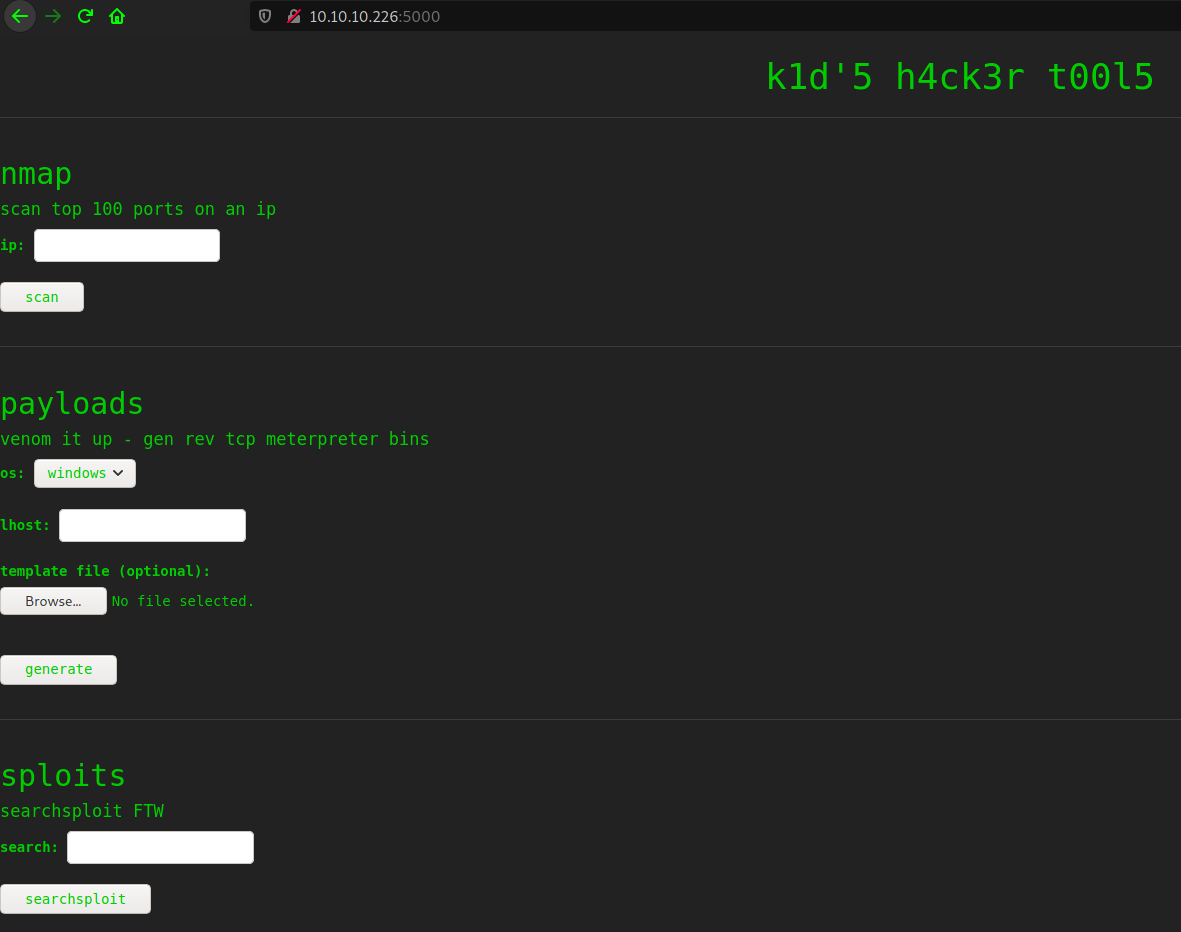 10.10.10.226:5000
k1d'5 h4ck3r t00l5
nmap
scan top 100 ports on an ip
ip:
scan
payloads
venom it up - gen rev tcp meterpreter bins
os: windows
lhost:
template file (optional):
Browse... No file selected.
generate
sploits
searchsploit FTW
search:
searchsploit